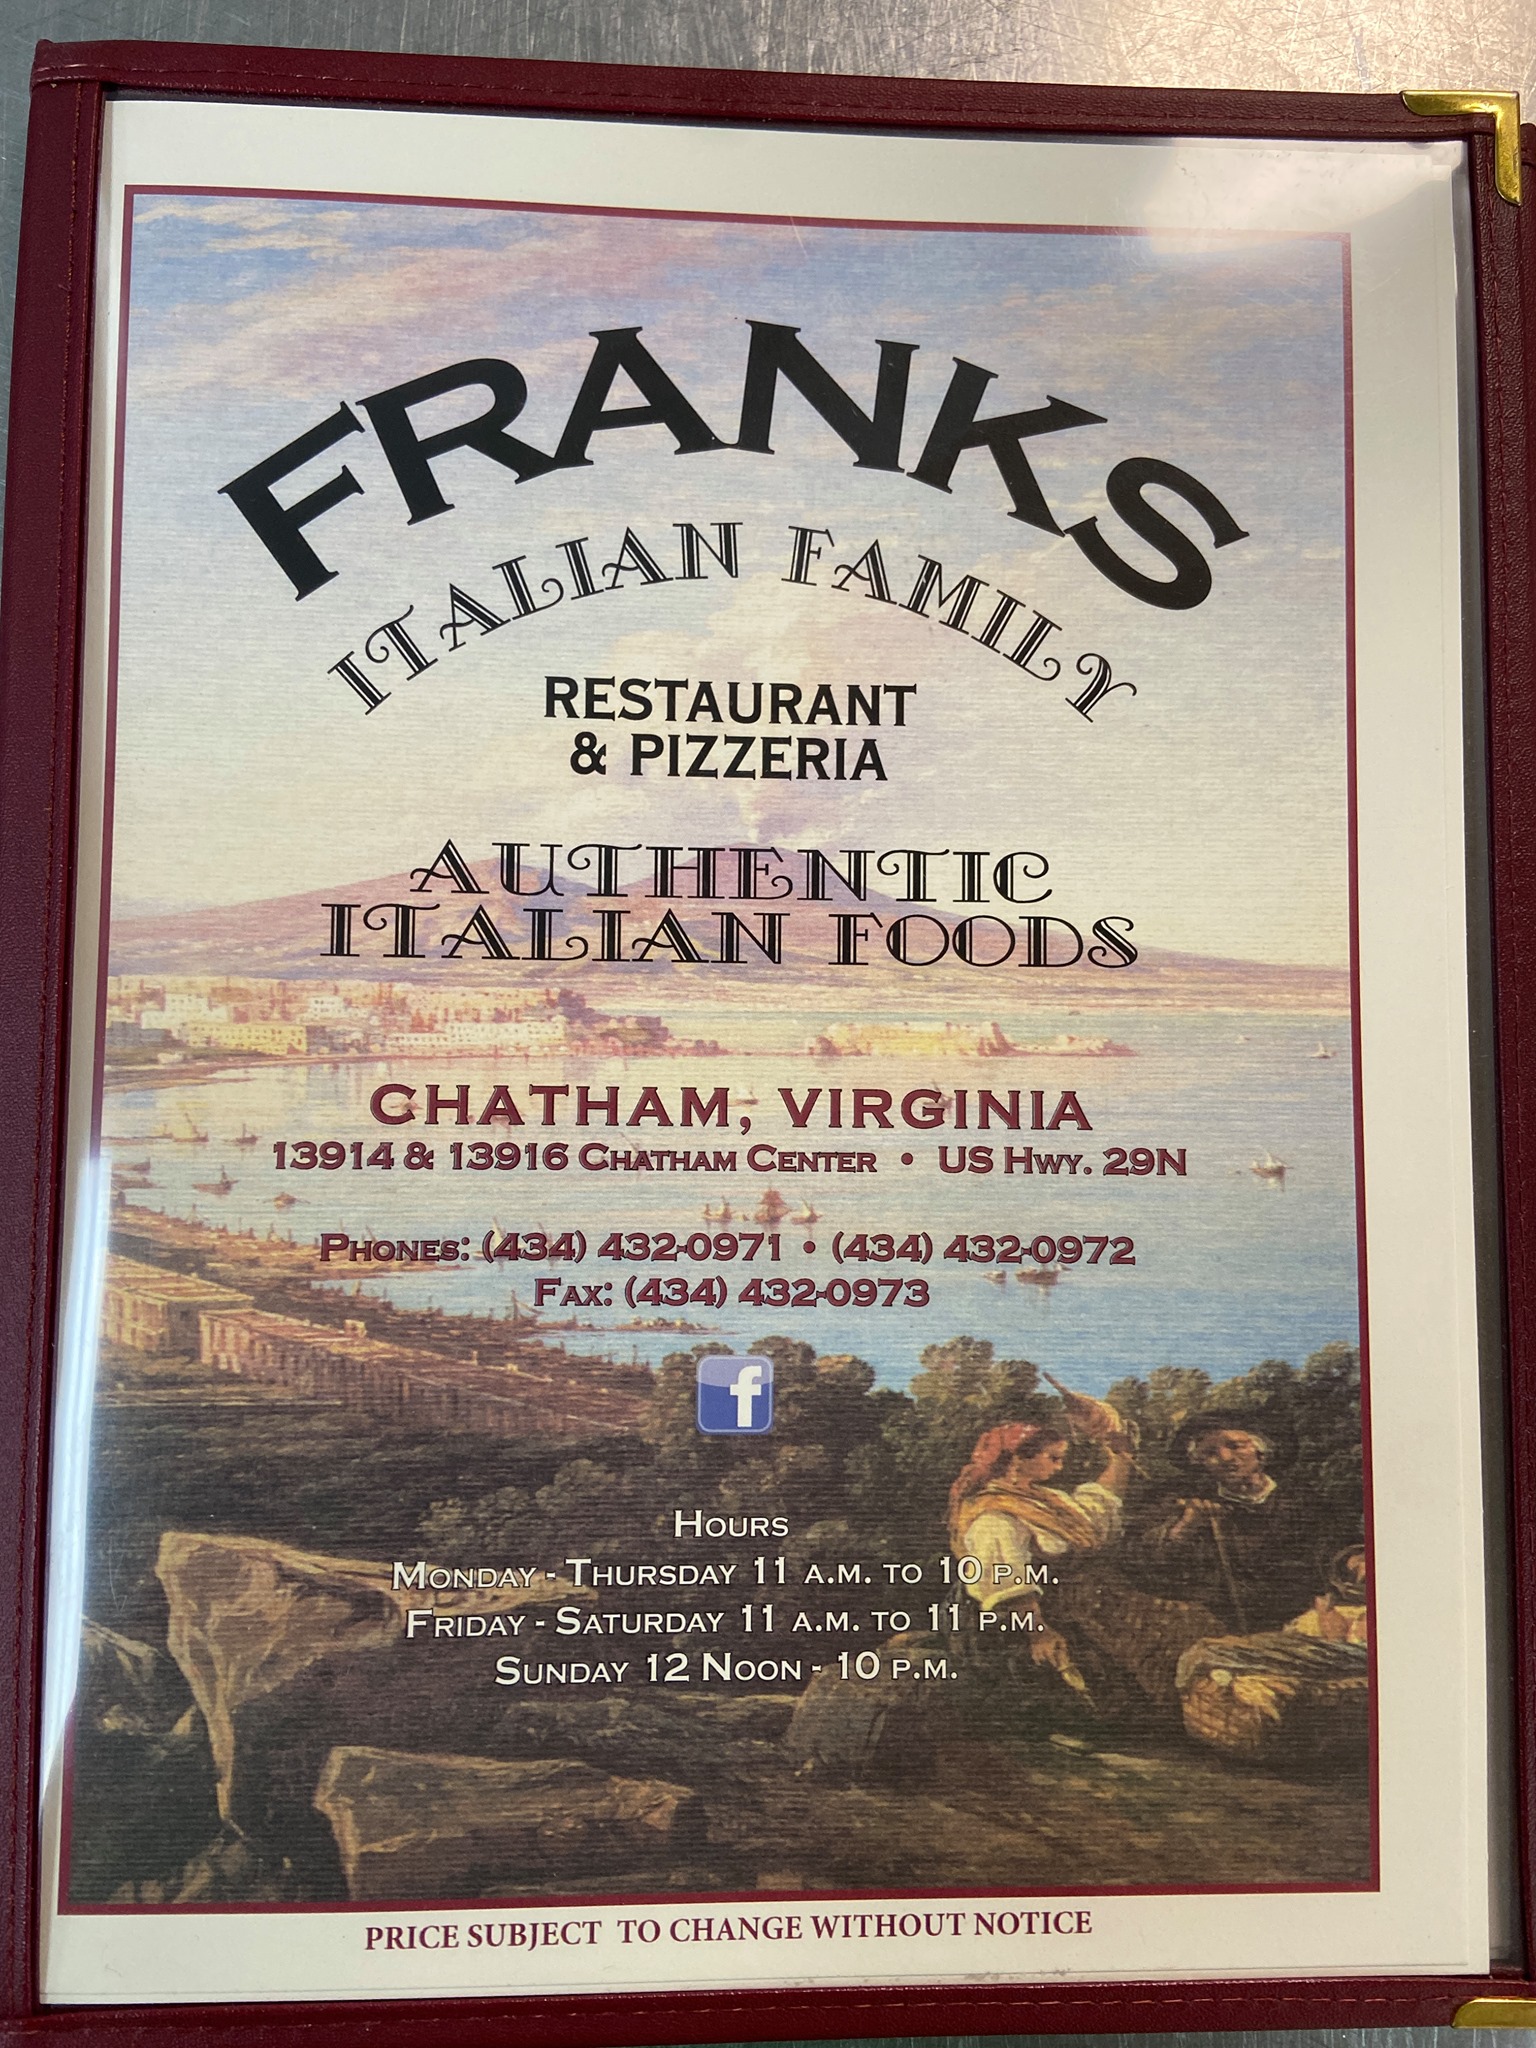 FRANKS
ITALIAN FAMILY
RESTAURANT
& PIZZERIA
AUTHENTIC
ITALIAN FOODS
CHATHAM, VIRGINIA
13914 & 13916 CHATHAM CENTER • US HWY. 29N
PHONES: (434) 432-0971 • (434) 432-0972
FAX: (434) 432-0973
f
HOURS
MONDAY - THURSDAY 11 A.M. TO 10 P.M.
FRIDAY - SATURDAY 11 A.M. TO 11 P.M.
SUNDAY 12 NOON - 10 P.M.
PRICE SUBJECT TO CHANGE WITHOUT NOTICE